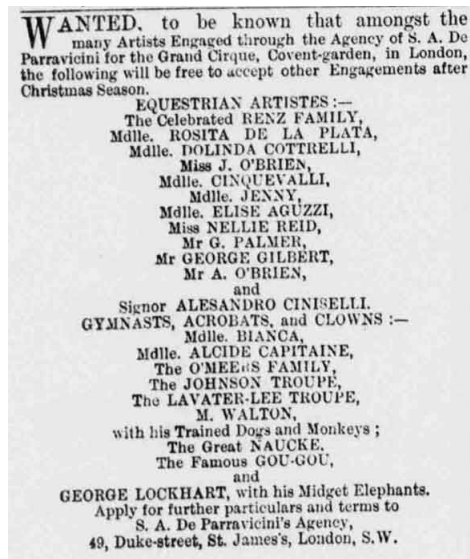 WANTED, to be known that amongst the
many Artists Engaged through the Agency of S. A. De
Parravicini for the Grand Cirque, Covent-garden, in London,
the following will be free to accept other Engagements after
Christmas Season.
EQUESTRIAN ARTISTES :—
The Celebrated RENZ FAMILY,
Mdlle. ROSITA DE LA PLATA,
Mdlle. DOLINDA COTTRELLI,
Miss J. O'BRIEN,
Mdlle. CINQUEVALLI,
Mdlle. JENNY,
Mdlle. ELISE AGUZZI,
Miss NELLIE REID,
Mr G. PALMER,
Mr GEORGE GILBERT,
Mr A. O'BRIEN,
and
Signor ALESANDRO CINISELLI.
GYMNASTS, ACROBATS, and CLOWNS :—
Mdlle. BIANCA,
Mdlle. ALCIDE CAPITAINE,
The O'MEERS FAMILY,
The JOHNSON TROUPE,
The LAVATER-LEE TROUPE,
M. WALTON,
with his Trained Dogs and Monkeys ;
The Great NAUCKE.
The Famous GOU-GOU,
and
GEORGE LOCKHART, with his Midget Elephants.
Apply for further particulars and terms to
S. A. De Parravicini's Agency,
49, Duke-street, St. James's, London, S.W.